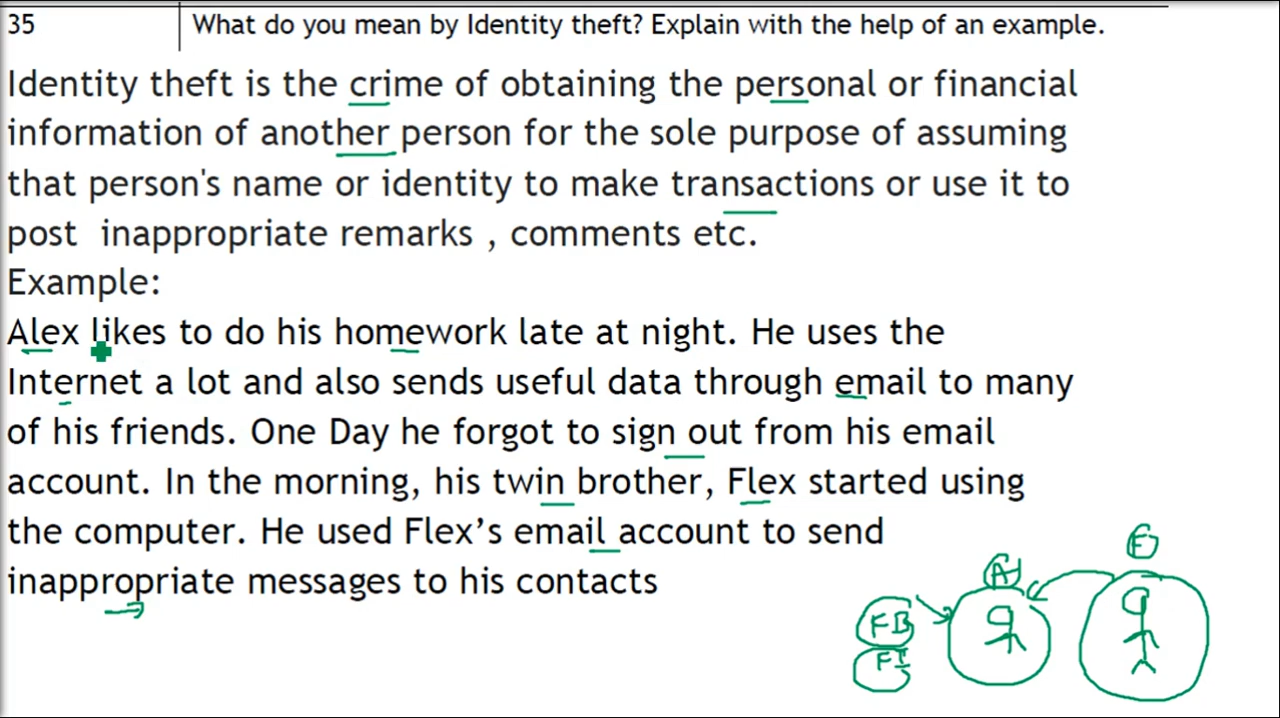 35 What do you mean by Identity theft? Explain with the help of an example.
Identity theft is the crime of obtaining the personal or financial
information of another person for the sole purpose of assuming
that person's name or identity to make transactions or use it to
post inappropriate remarks , comments etc.
Example:
Alex likes to do his homework late at night. He uses the
Internet a lot and also sends useful data through email to many
of his friends. One Day he forgot to sign out from his email
account. In the morning, his twin brother, Flex started using
the computer. He used Flex’s email account to send
inappropriate messages to his contacts
F
A
FB
FI